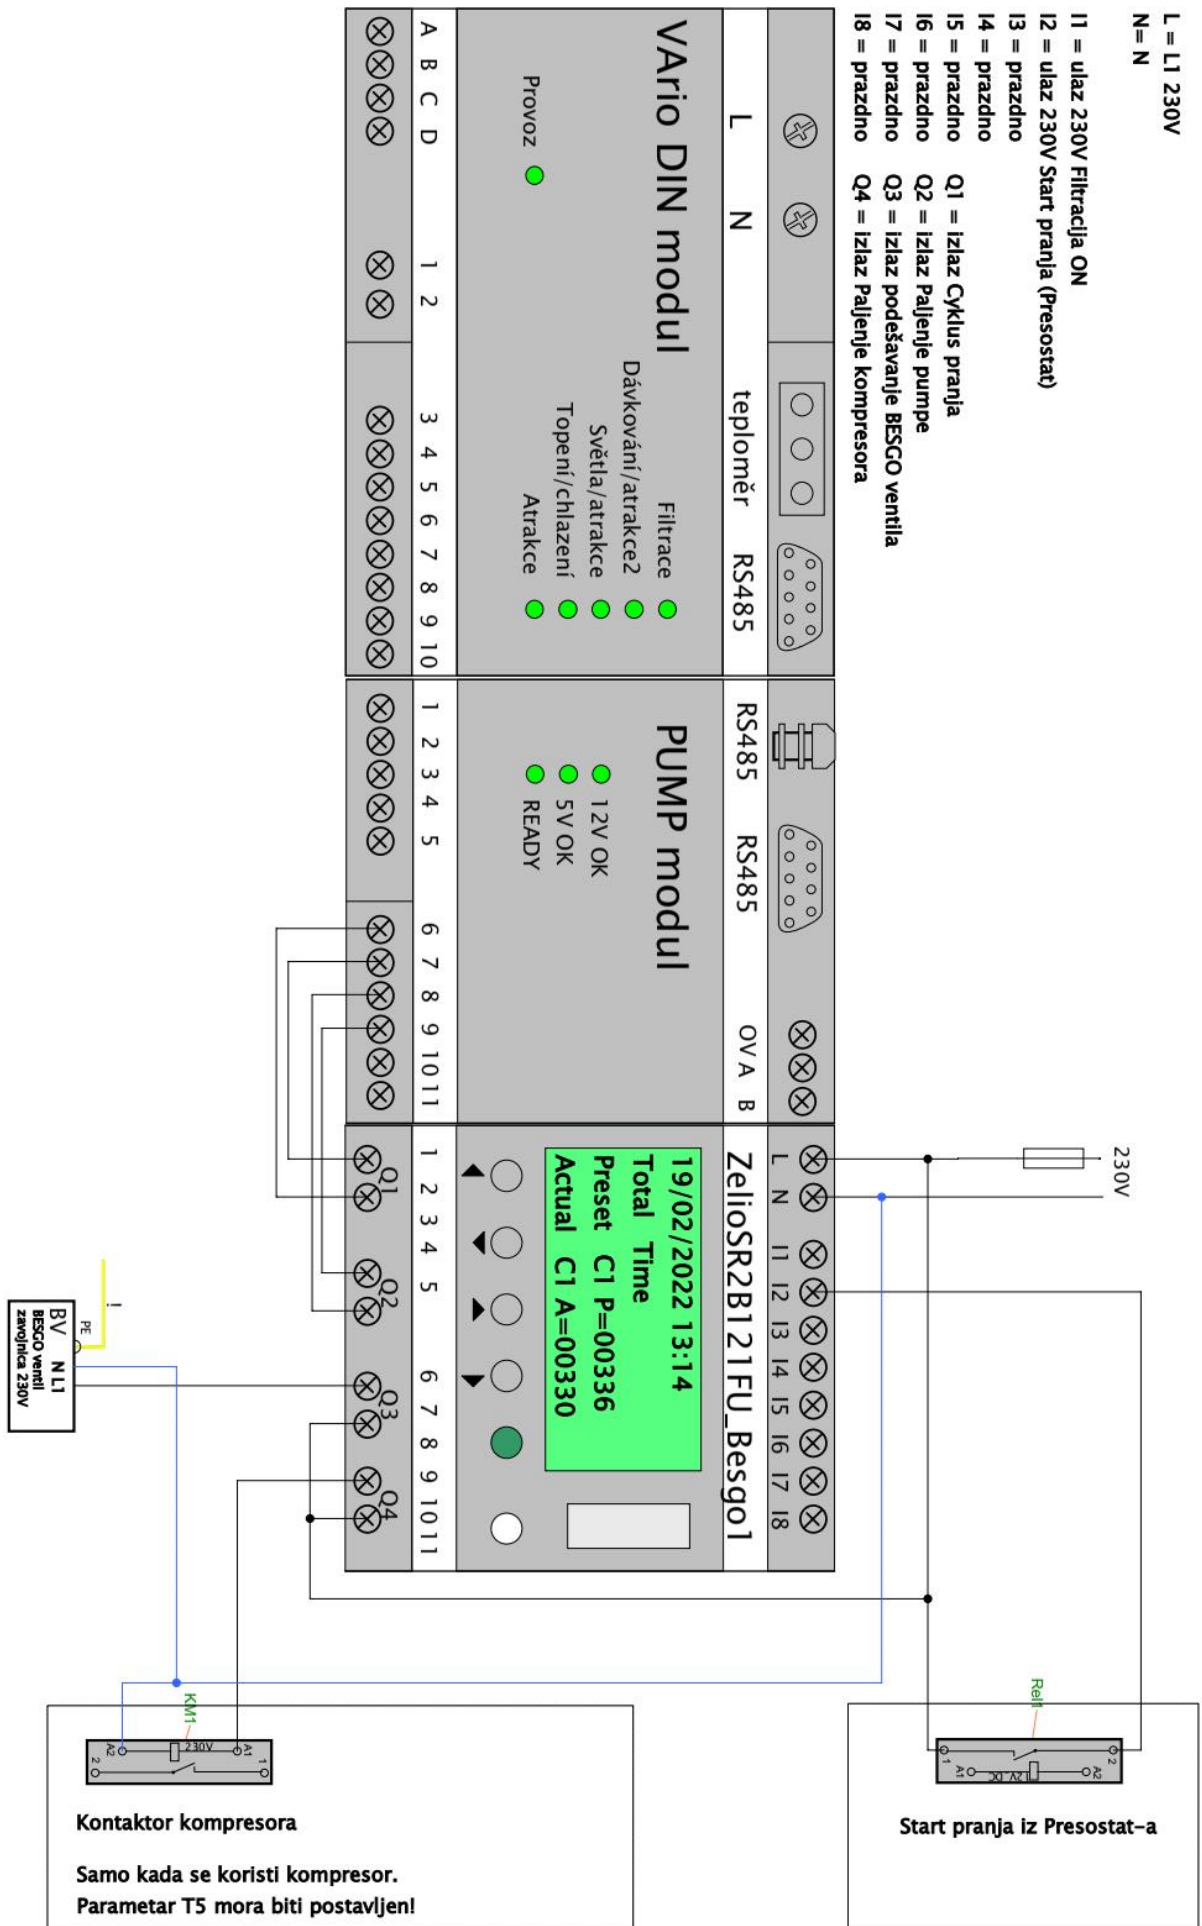 L = L1 230V
N= N
I1 = ulaz 230V Filtracija ON
I2 = ulaz 230V Start pranja (Presostat)
I3 = prazdno
I4 = prazdno
I5 = prazdno Q1 = izlaz Cyklus pranja
I6 = prazdno Q2 = izlaz Paljenje pumpe
I7 = prazdno Q3 = izlaz podešavanje BESGO ventila
I8 = prazdno Q4 = izlaz Paljenje kompresora
L N teploměr RS485
VArio DIN modul
Filtrace
Dávkování/atrakce2
Světla/atrakce
Topení/chlazení
Provoz Atrakce
A B C D 1 2 3 4 5 6 7 8 9 10
RS485 RS485 OV A B
PUMP modul
12V OK
5V OK
READY
1 2 3 4 5 6 7 8 9 10 11
230V
L N I1 I2 I3 I4 I5 I6 I7 I8
ZelioSR2B121FU_Besgo1
19/02/2022 13:14
Total Time
Preset C1 P=00336
Actual C1 A=00330
1 2 3 4 5 6 7 8 9 10 11
Q1 Q2 Q3 Q4
!
PE
BV N L1
BESGO ventil
zavojnica 230V
Rel1
2 1
A2 12V DC A1
Start pranja iz Presostat-a
KM1
A2 230V A1
2 1
Kontaktor kompresora
Samo kada se koristi kompresor.
Parametar T5 mora biti postavljen!